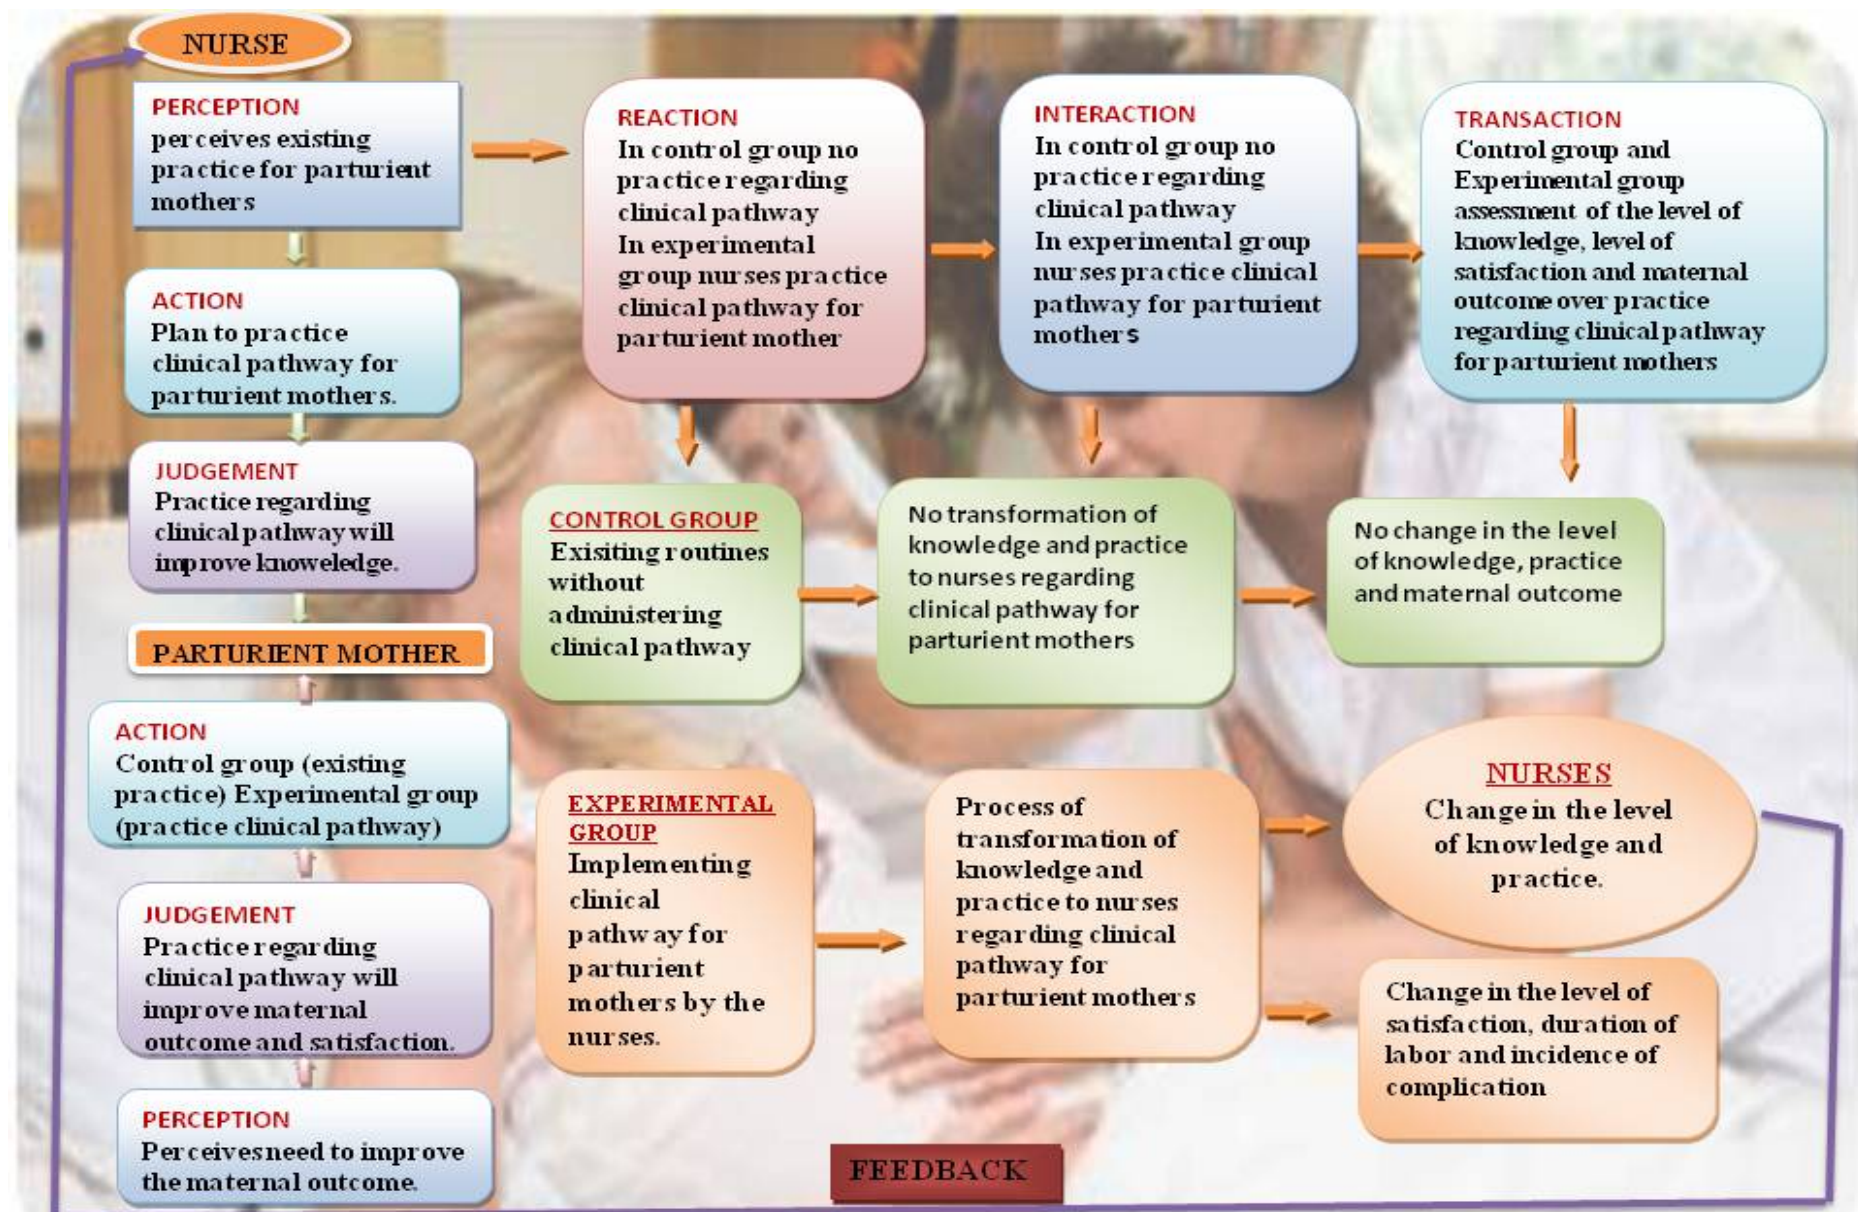 NURSE
PERCEPTION
perceives existing
practice for parturient
mothers
ACTION
Plan to practice
clinical pathway for
parturient mothers.
JUDGEMENT
Practice regarding
clinical pathway will
improve knoweledge.
PARTURIENT MOTHER
ACTION
Control group (existing
practice) Experimental group
(practice clinical pathway)
JUDGEMENT
Practice regarding
clinical pathway will
improve maternal
outcome and satisfaction.
PERCEPTION
Perceives need to improve
the maternal outcome.
REACTION
In control group no
practice regarding
clinical pathway
In experimental
group nurses practice
clinical pathway for
parturient mother
INTERACTION
In control group no
practice regarding
clinical pathway
In experimental group
nurses practice clinical
pathway for parturient
mothers
TRANSACTION
Control group and
Experimental group
assessment of the level of
knowledge, level of
satisfaction and maternal
outcome over practice
regarding clinical pathway
for parturient mothers
CONTROL GROUP
Exisiting routines
without
administering
clinical pathway
No transformation of
knowledge and practice
to nurses regarding
clinical pathway for
parturient mothers
No change in the level
of knowledge, practice
and maternal outcome
EXPERIMENTAL
GROUP
Implementing
clinical
pathway for
parturient
mothers by the
nurses.
Process of
transformation of
knowledge and
practice to nurses
regarding clinical
pathway for
parturient mothers
NURSES
Change in the level
of knowledge and
practice.
Change in the level of
satisfaction, duration of
labor and incidence of
complication
FEEDBACK